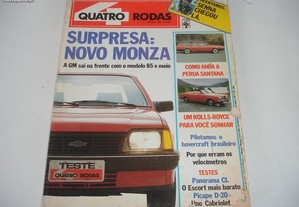 SENNA
CHEGOU
LÁ
QUATRO RODAS
SURPRESA:
NOVO MONZA
A GM sai na frente com o modelo 85 e meio
COMO ANDA A
PERUA SANTANA
UM ROLLS-ROYCE
PARA VOCÊ SONHAR
Pilotamos o
hovercraft brasileiro
Por que erram os
velocímetros
TESTES
Panorama CL
O Escort mais barato
Picape D-20
Uno Cabriolet
TESTE
QUATRO RODAS